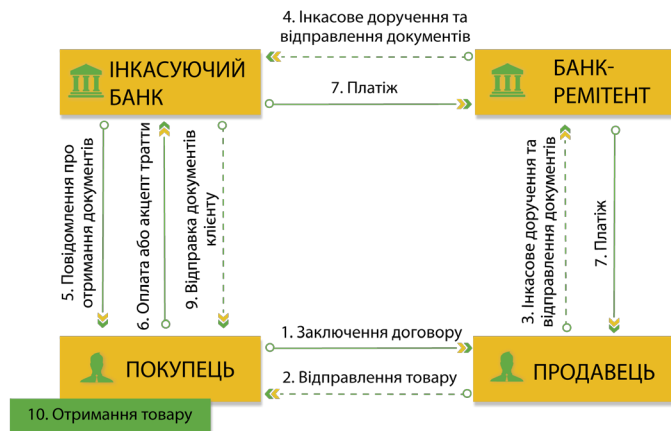 4. Інкасове доручення та
відправлення документів
ІНКАСУЮЧИЙ
БАНК
7. Платіж
БАНК-
РЕМІТЕНТ
5. Повідомлення про
отримання документів
6. Оплата або акцепт тратти
9. Відправка документів
клієнту
3. Інкасове доручення та
відправлення документів
7. Платіж
1. Заключення договору
ПОКУПЕЦЬ
2. Відправлення товару
ПРОДАВЕЦЬ
10. Отримання товару